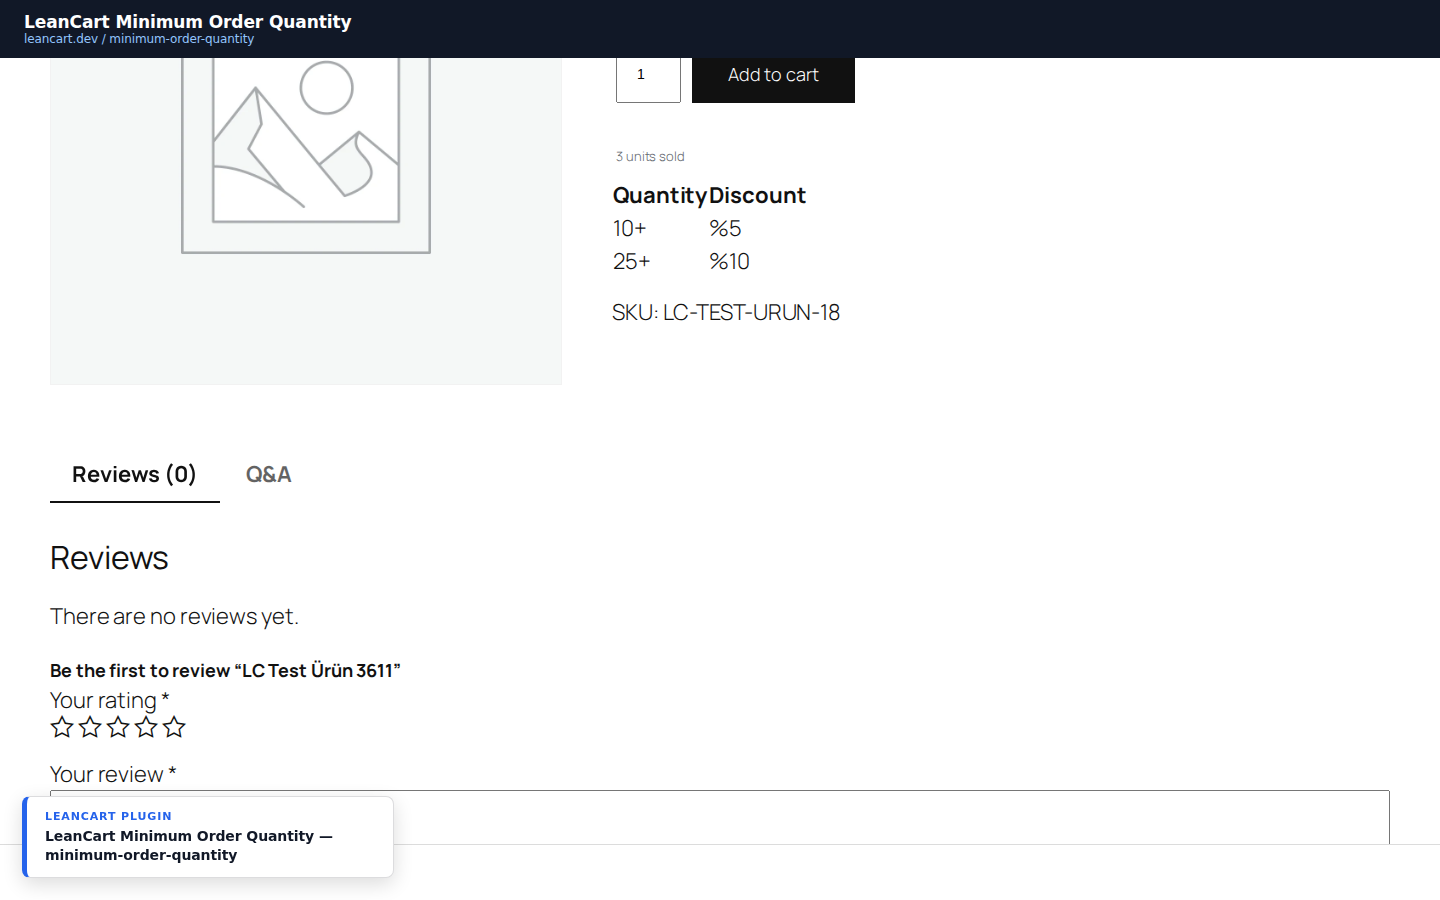 LeanCart Minimum Order Quantity
leancart.dev / minimum-order-quantity
1
Add to cart
3 units sold
Quantity Discount
10+ %5
25+ %10
SKU: LC-TEST-URUN-18
Reviews (0) Q&A
Reviews
There are no reviews yet.
Be the first to review “LC Test Ürün 3611”
Your rating *
Your review *
LEANCART PLUGIN
LeanCart Minimum Order Quantity —
minimum-order-quantity